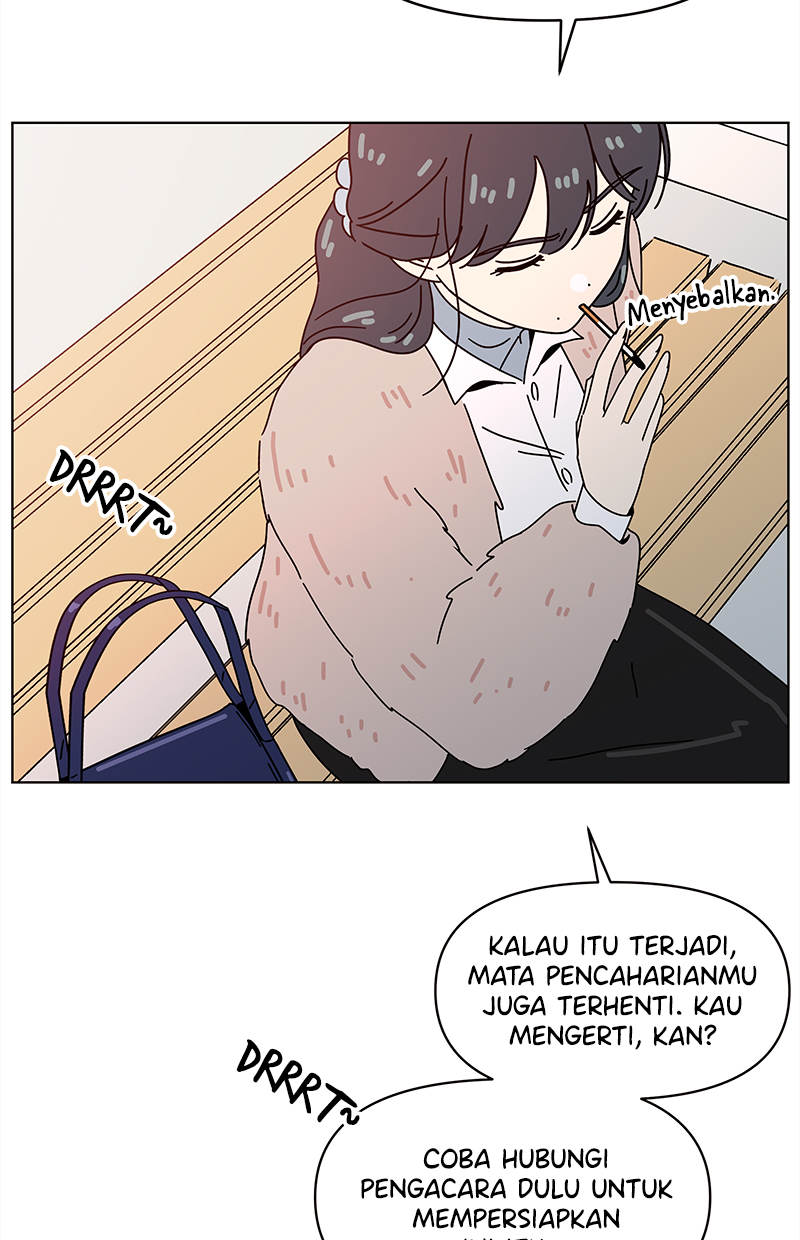 Menyebalkan.
DRRRT~
KALAU ITU TERJADI,
MATA PENCAHARIANMU
JUGA TERHENTI. KAU
MENGERTI, KAN?
DRRRT~
COBA HUBUNGI
PENGACARA DULU UNTUK
MEMPERSIAPKAN